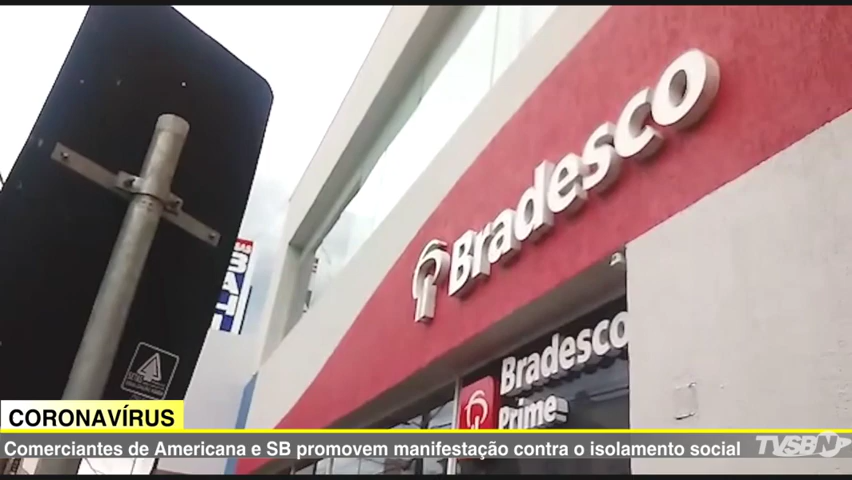 Bradesco
Bradesco
Prime
CORONAVÍRUS
Comerciantes de Americana e SB promovem manifestação contra o isolamento social
TVSBN